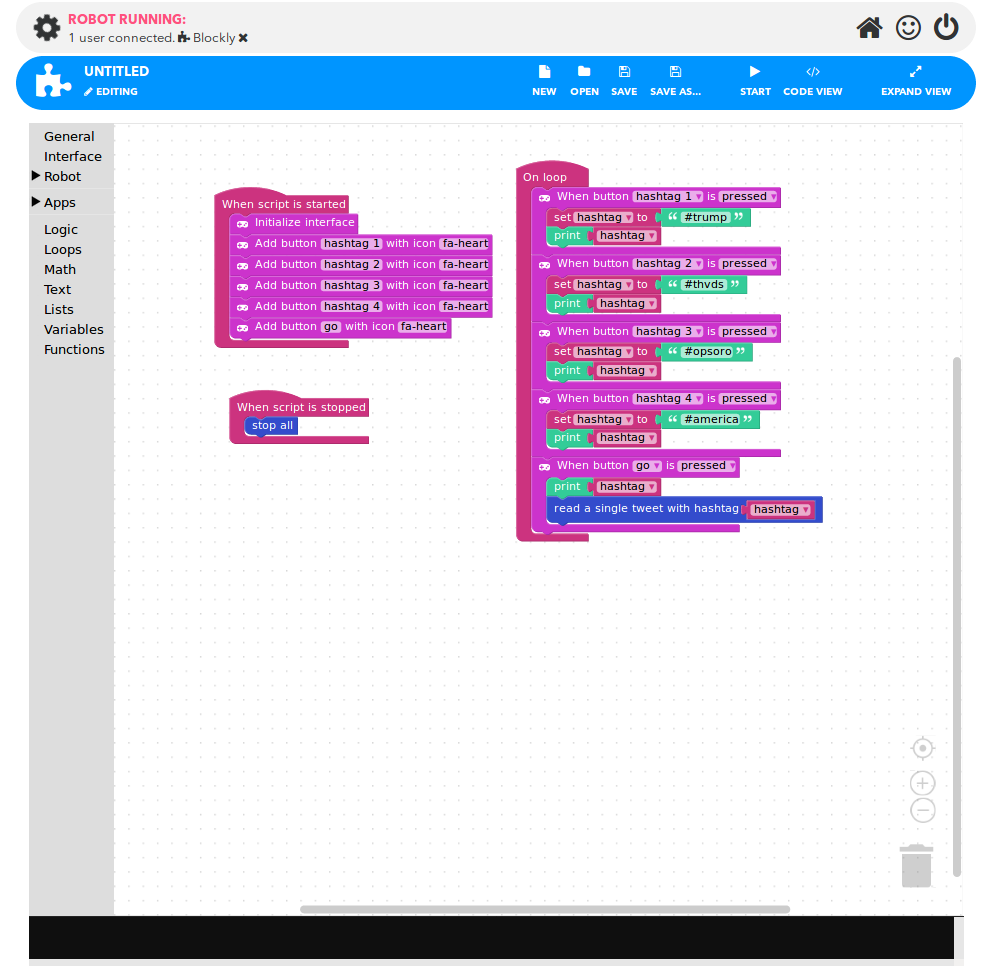 ROBOT RUNNING:
1 user connected. Blockly
UNTITLED
EDITING
NEW OPEN SAVE SAVE AS... START CODE VIEW EXPAND VIEW
General
Interface
Robot
Apps
Logic
Loops
Math
Text
Lists
Variables
Functions
When script is started
Initialize interface
Add button hashtag 1 with icon fa-heart
Add button hashtag 2 with icon fa-heart
Add button hashtag 3 with icon fa-heart
Add button hashtag 4 with icon fa-heart
Add button go with icon fa-heart
When script is stopped
stop all
On loop
When button hashtag 1 is pressed
set hashtag to “ #trump ”
print hashtag
When button hashtag 2 is pressed
set hashtag to “ #thvds ”
print hashtag
When button hashtag 3 is pressed
set hashtag to “ #opsoro ”
print hashtag
When button hashtag 4 is pressed
set hashtag to “ #america ”
print hashtag
When button go is pressed
print hashtag
read a single tweet with hashtag hashtag